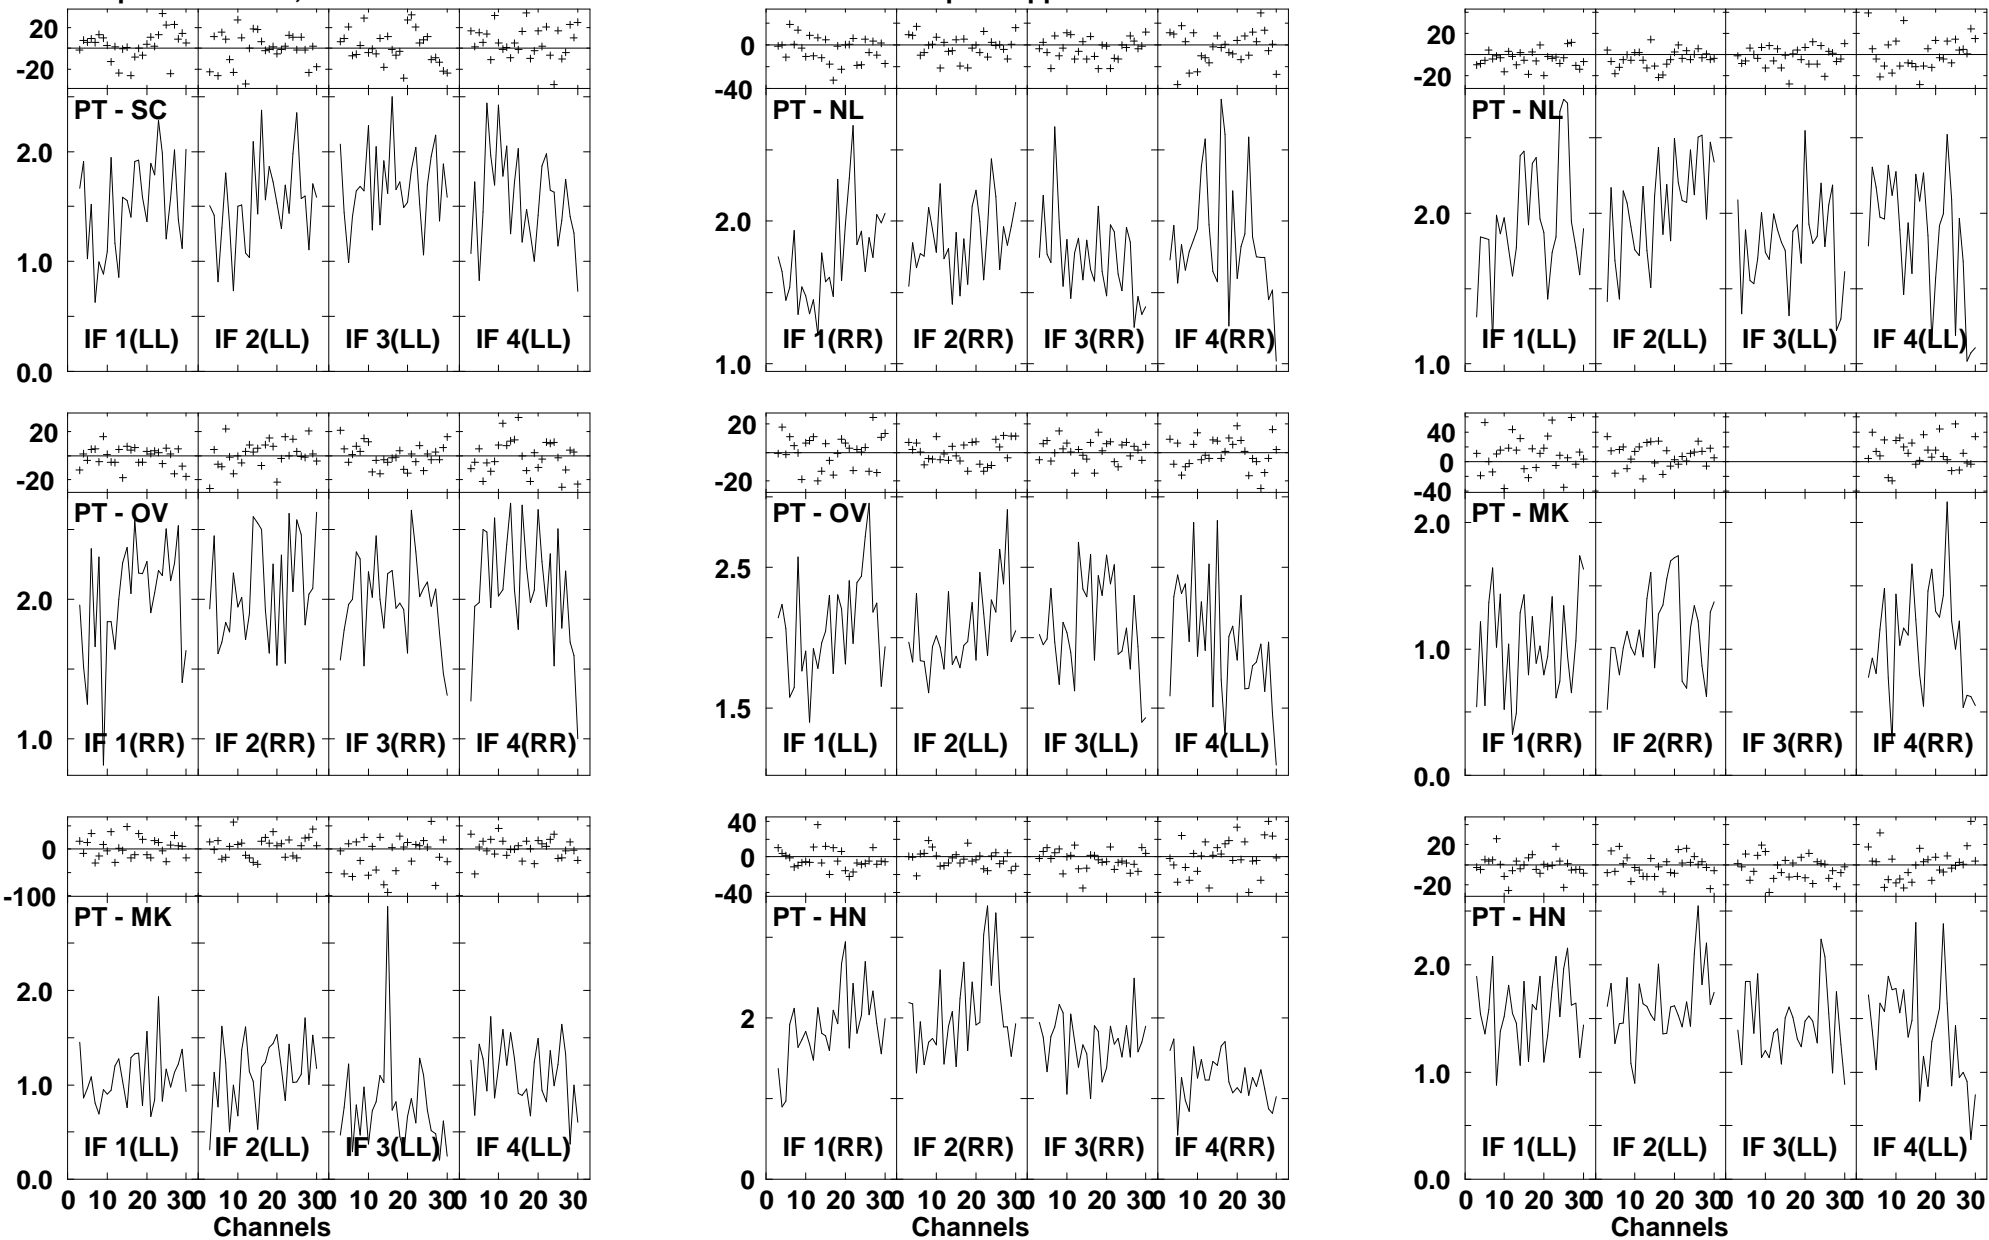 20
-20
PT - SC
2.0
1.0
0.0
IF 1(LL) IF 2(LL) IF 3(LL) IF 4(LL)
0
-40
PT - NL
2.0
1.0
IF 1(RR) IF 2(RR) IF 3(RR) IF 4(RR)
20
-20
PT - NL
2.0
1.0
IF 1(LL) IF 2(LL) IF 3(LL) IF 4(LL)
20
-20
PT - OV
2.0
1.0
IF 1(RR) IF 2(RR) IF 3(RR) IF 4(RR)
20
-20
PT - OV
2.5
1.5
IF 1(LL) IF 2(LL) IF 3(LL) IF 4(LL)
40
0
-40
PT - MK
2.0
1.0
0.0
IF 1(RR) IF 2(RR) IF 3(RR) IF 4(RR)
0
-100
PT - MK
2.0
1.0
0.0
IF 1(LL) IF 2(LL) IF 3(LL) IF 4(LL)
0 10 20 30 0 10 20 30 0 10 20 30 0 10 20 30
Channels
40
0
-40
PT - HN
2
0
IF 1(RR) IF 2(RR) IF 3(RR) IF 4(RR)
0 10 20 30 0 10 20 30 0 10 20 30 0 10 20 30
Channels
20
-20
PT - HN
2.0
1.0
0.0
IF 1(LL) IF 2(LL) IF 3(LL) IF 4(LL)
0 10 20 30 0 10 20 30 0 10 20 30 0 10 20 30
Channels